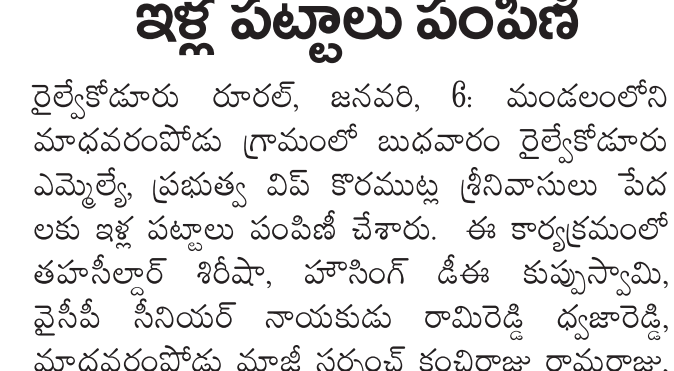 ఇళ్ల పట్టాలు పంపిణీ
రైల్వేకోడూరు రూరల్, జనవరి, 6: మండలంలోని
మాధవరంపోడు గ్రామంలో బుధవారం రైల్వేకోడూరు
ఎమ్మెల్యే, ప్రభుత్వ విప్ కొరముట్ల శ్రీనివాసులు పేద
లకు ఇళ్ల పట్టాలు పంపిణీ చేశారు. ఈ కార్యక్రమంలో
తహసీల్దార్ శిరీషా, హౌసింగ్ డీఈ కుప్పుస్వామి,
వైసీపీ సీనియర్ నాయకుడు రామిరెడ్డి ధ్వజారెడ్డి,
మాధవరంపోడు మాజీ సర్పంచ్ కంచిరాజు రామరాజు,